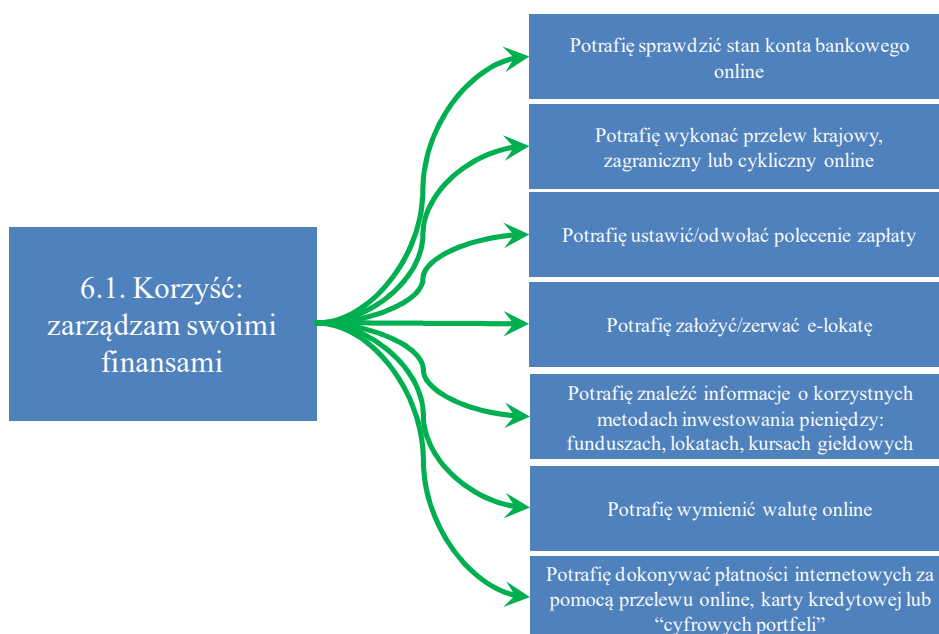 6.1. Korzyść:
zarządzam swoimi
finansami
Potrafię sprawdzić stan konta bankowego
online
Potrafię wykonać przelew krajowy,
zagraniczny lub cykliczny online
Potrafię ustawić/odwołać polecenie zapłaty
Potrafię założyć/zerwać e-lokatę
Potrafię znaleźć informacje o korzystnych
metodach inwestowania pieniędzy:
funduszach, lokatach, kursach giełdowych
Potrafię wymienić walutę online
Potrafię dokonywać płatności internetowych za
pomocą przelewu online, karty kredytowej lub
“cyfrowych portfeli”